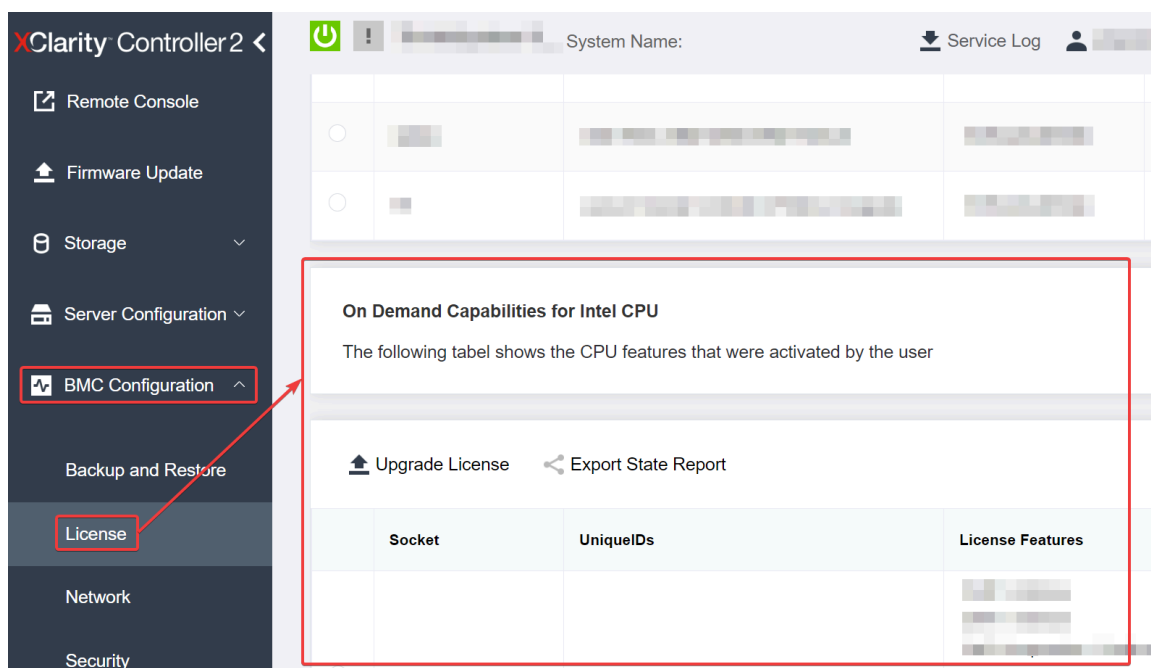 XClarity Controller 2
System Name:
Service Log
Remote Console
Firmware Update
Storage
Server Configuration
BMC Configuration
Backup and Restore
License
Network
Security
On Demand Capabilities for Intel CPU
The following tabel shows the CPU features that were activated by the user
Upgrade License Export State Report
Socket UniqueIDs License Features